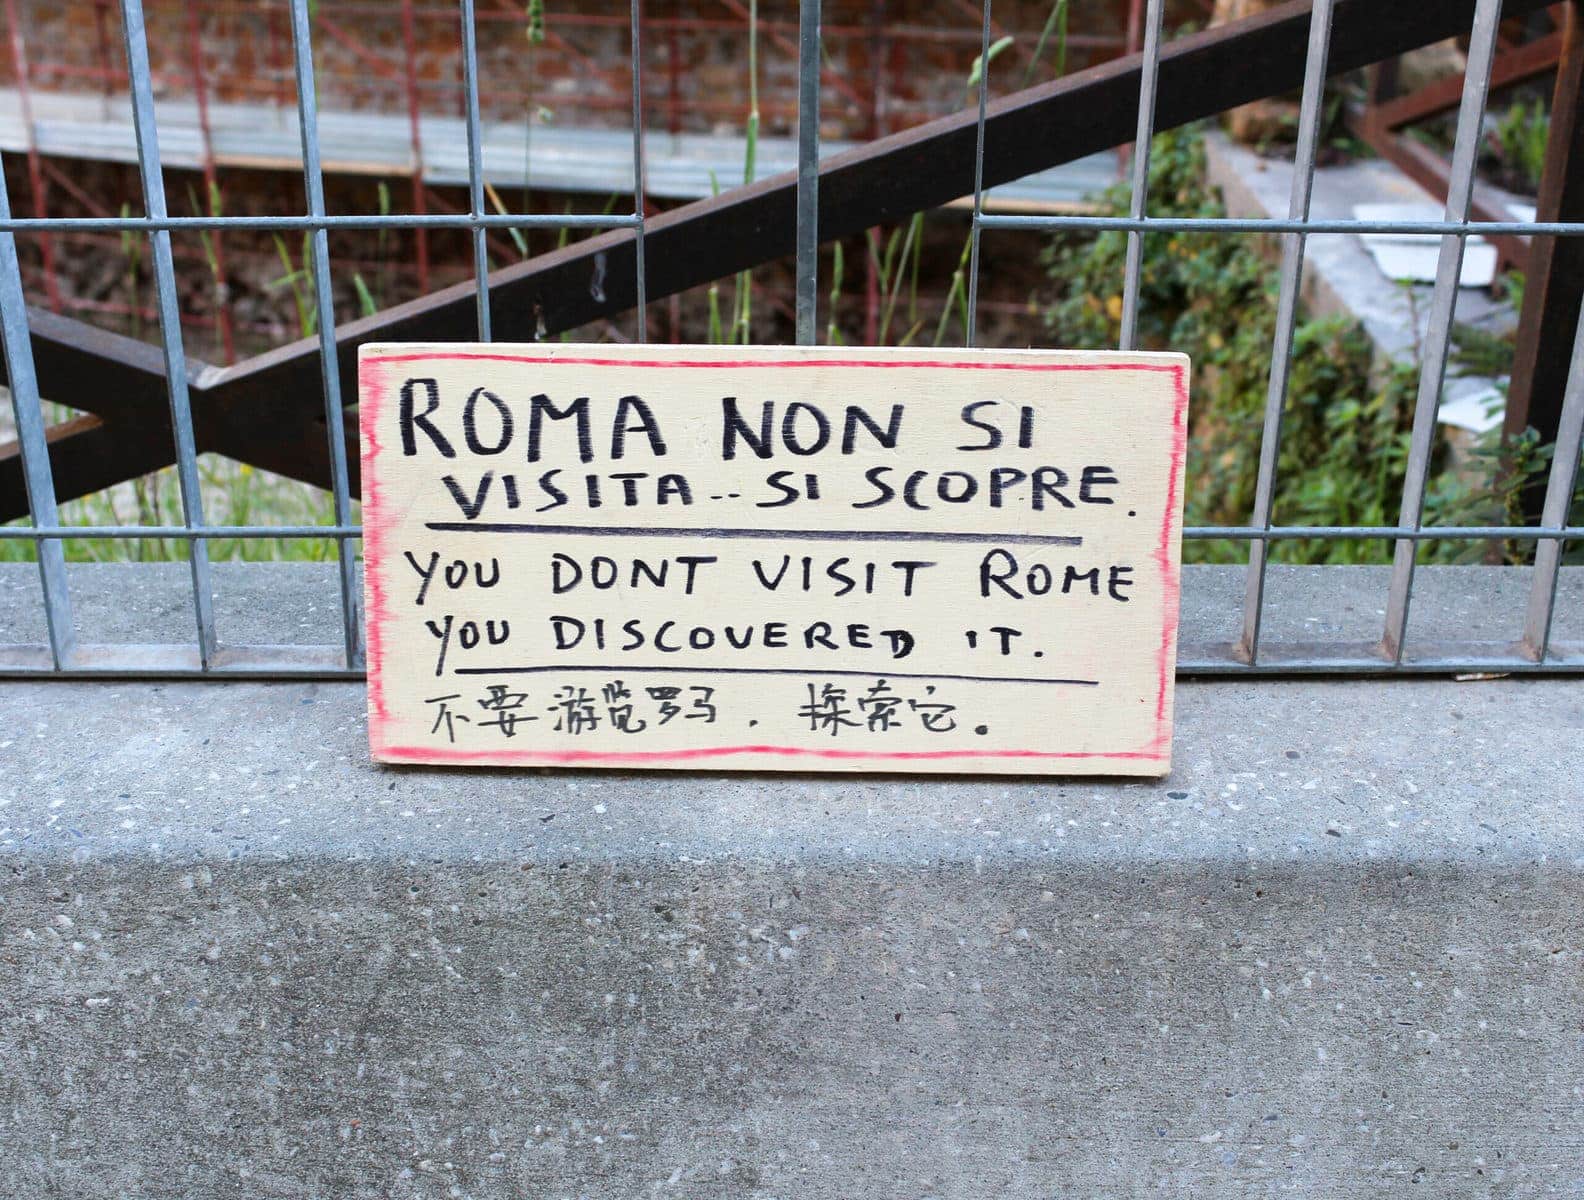 ROMA NON SI
VISITA .. SI SCOPRE.
YOU DONT VISIT ROME
YOU DISCOVERED IT.
不要游览罗马 . 探索它。